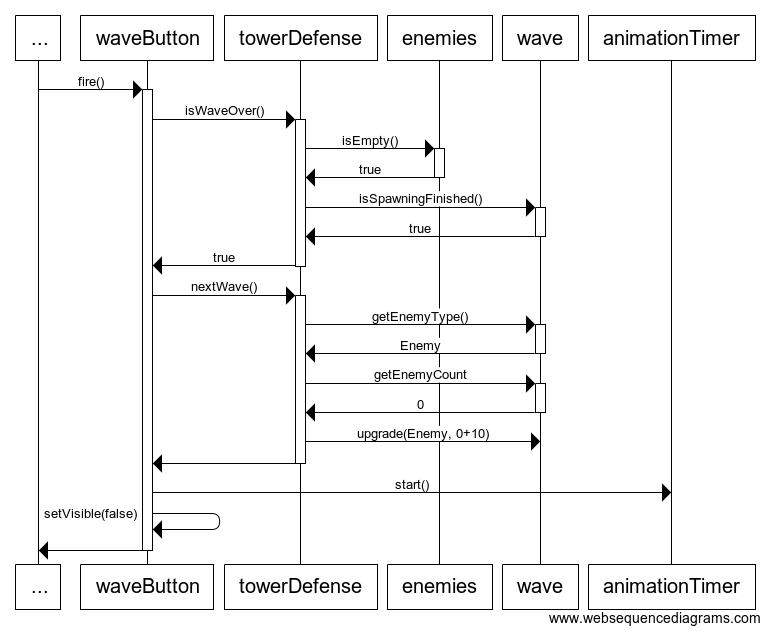 ... waveButton towerDefense enemies wave animationTimer
fire()
isWaveOver()
isEmpty()
true
isSpawningFinished()
true
true
nextWave()
getEnemyType()
Enemy
getEnemyCount
0
upgrade(Enemy, 0+10)
start()
setVisible(false)
... waveButton towerDefense enemies wave animationTimer
www.websequencediagrams.com